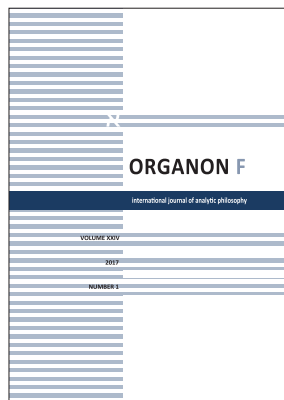 ORGANON F
international journal of analytic philosophy
VOLUME XXIV
2017
NUMBER 1